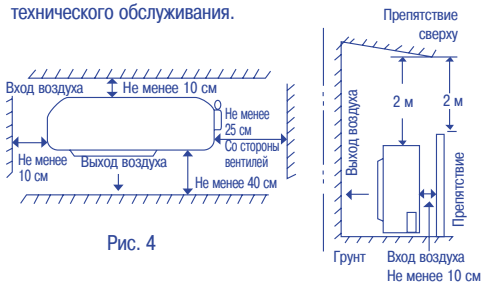 технического обслуживания.
Вход воздуха
Не менее 10 см
Не менее
25 см
Со стороны
вентилей
Не менее
10 см
Выход воздуха
Не менее 40 см
Рис. 4
Препятствие
сверху
2 м
2 м
Выход воздуха
Препятствие
Грунт
Вход воздуха
Не менее 10 см